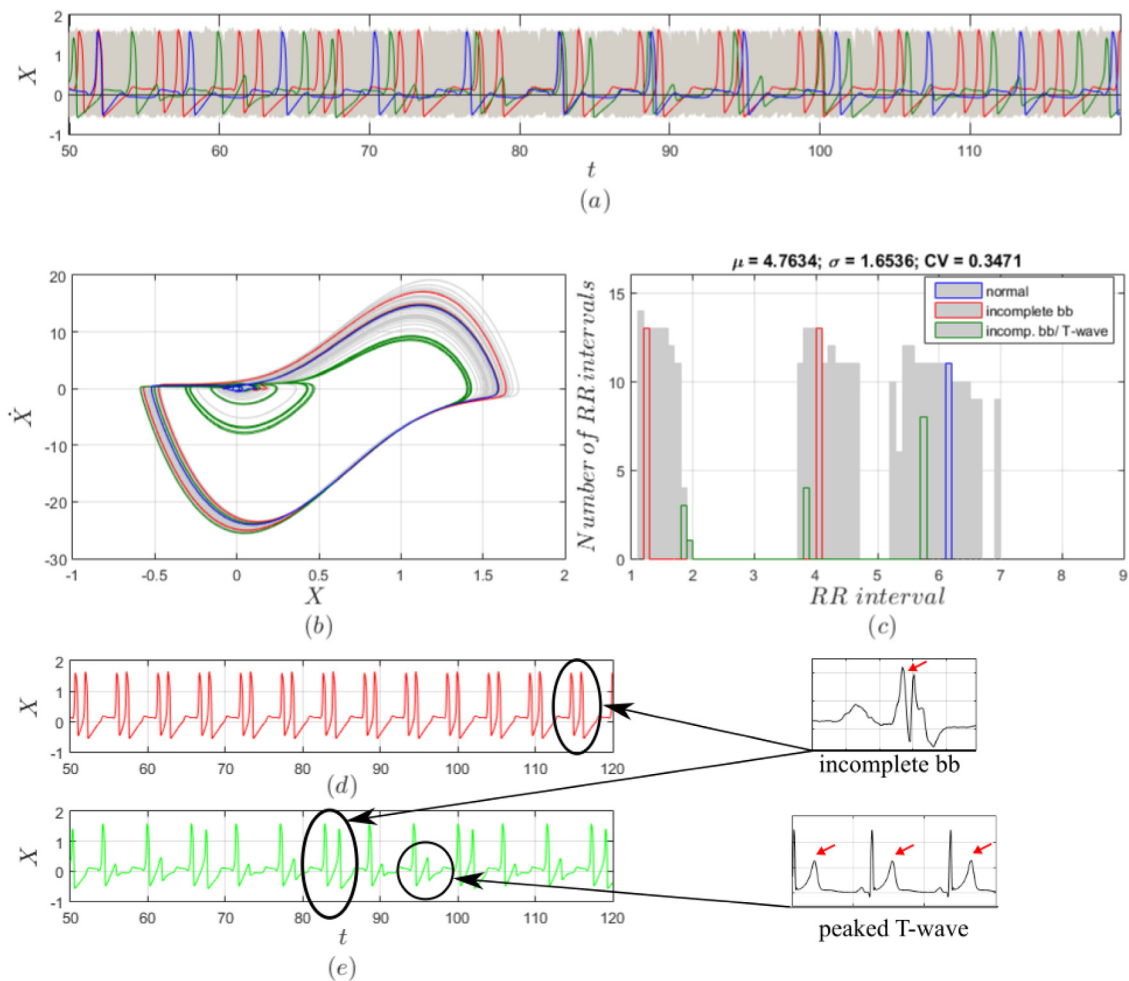 2
1
0
-1
X
50 60 70 80 90 100 110
t
(a)
20
10
0
-10
-20
-30
Ẋ
-1 -0.5 0 0.5 1 1.5 2
X
(b)
μ = 4.7634; σ = 1.6536; CV = 0.3471
15
10
5
0
Number of RR intervals
normal
incomplete bb
incomp. bb/ T-wave
1 2 3 4 5 6 7 8 9
RR interval
(c)
2
1
0
-1
X
50 60 70 80 90 100 110 120
(d)
incomplete bb
2
1
0
-1
X
50 60 70 80 90 100 110 120
t
(e)
peaked T-wave